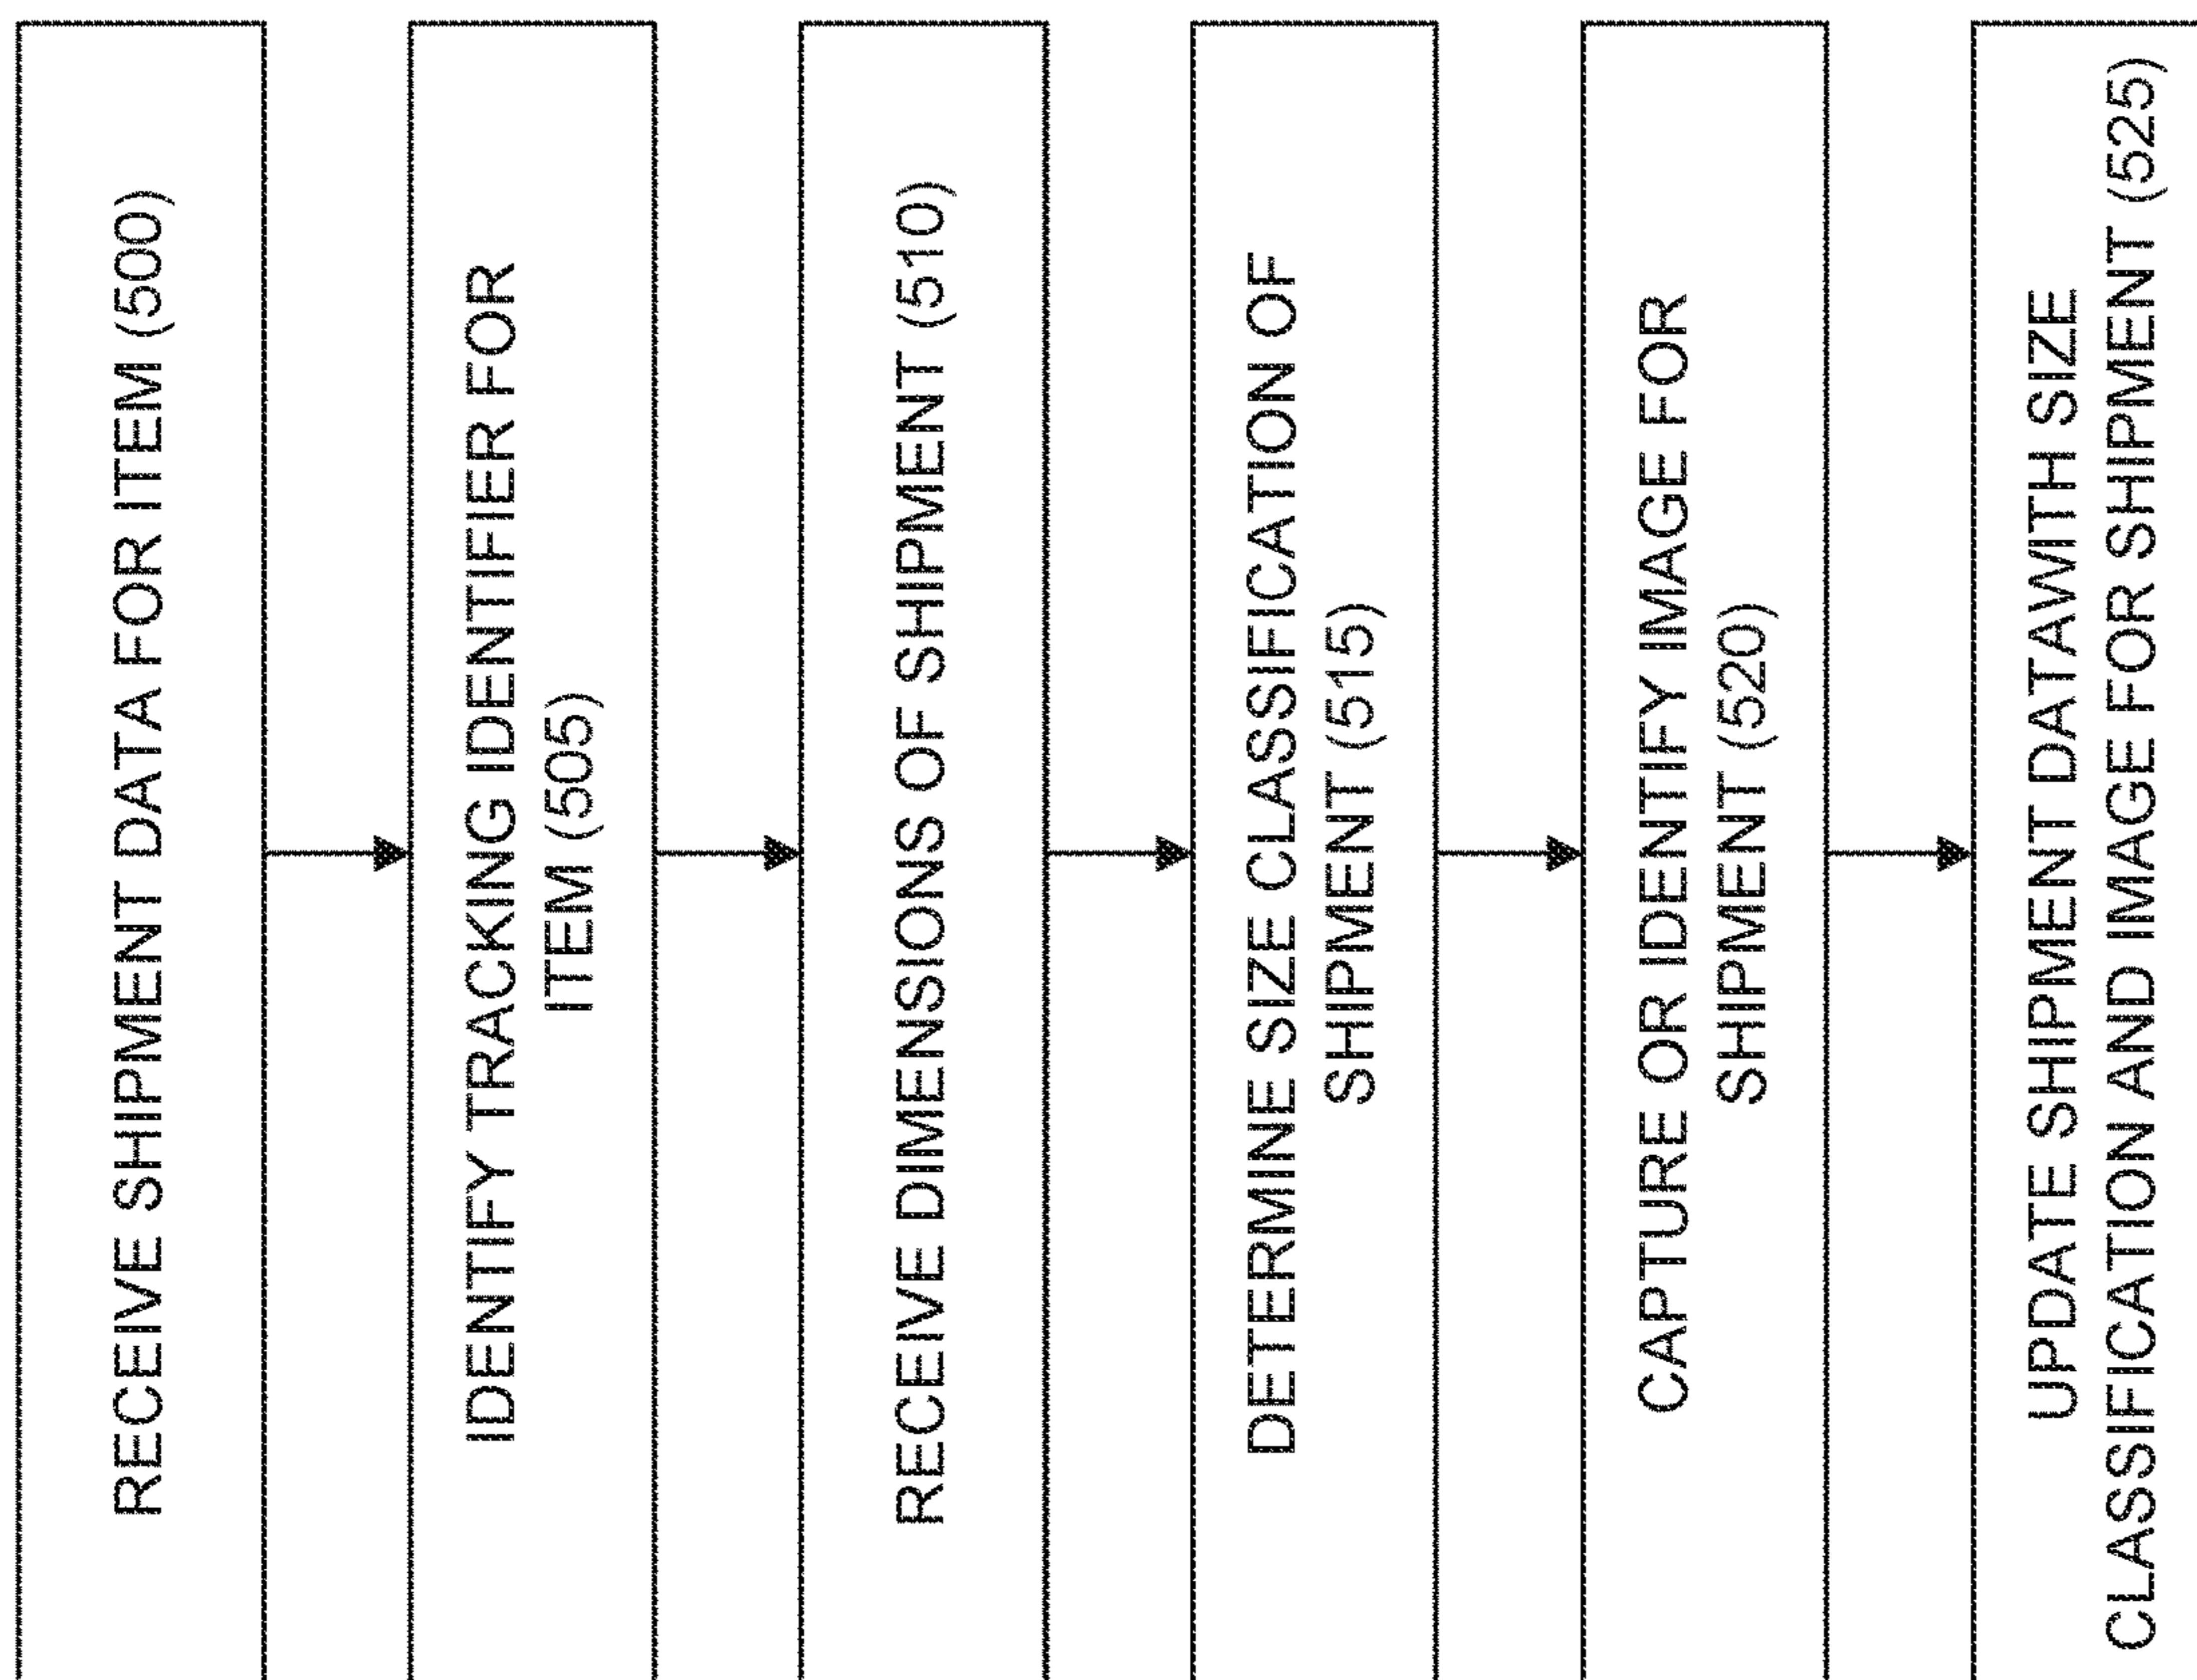 RECEIVE SHIPMENT DATA FOR ITEM (500)
IDENTIFY TRACKING IDENTIFIER FOR
ITEM (505)
RECEIVE DIMENSIONS OF SHIPMENT (510)
DETERMINE SIZE CLASSIFICATION OF
SHIPMENT (515)
CAPTURE OR IDENTIFY IMAGE FOR
SHIPMENT (520)
UPDATE SHIPMENT DATAWITH SIZE
CLASSIFICATION AND IMAGE FOR SHIPMENT (525)